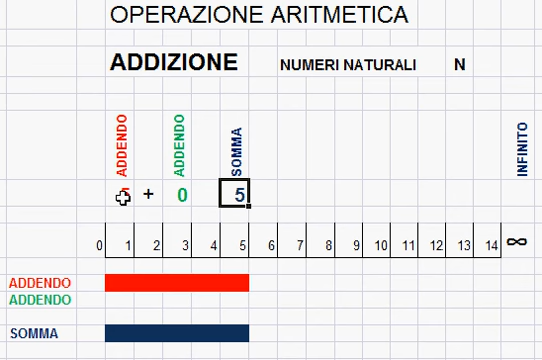 OPERAZIONE ARITMETICA
ADDIZIONE NUMERI NATURALI N
ADDENDO ADDENDO SOMMA INFINITO
+ 0 5
0 1 2 3 4 5 6 7 8 9 10 11 12 13 14 ∞
ADDENDO
ADDENDO
SOMMA